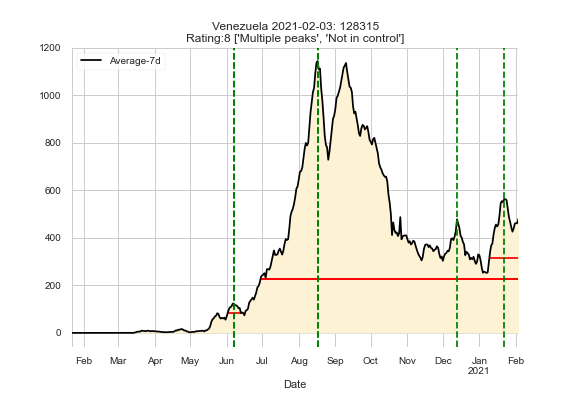 Venezuela 2021-02-03: 128315
Rating:8 ['Multiple peaks', 'Not in control']
1200
Average-7d
1000
800
600
400
200
0
Feb Mar Apr May Jun Jul Aug Sep Oct Nov Dec Jan Feb
2021
Date